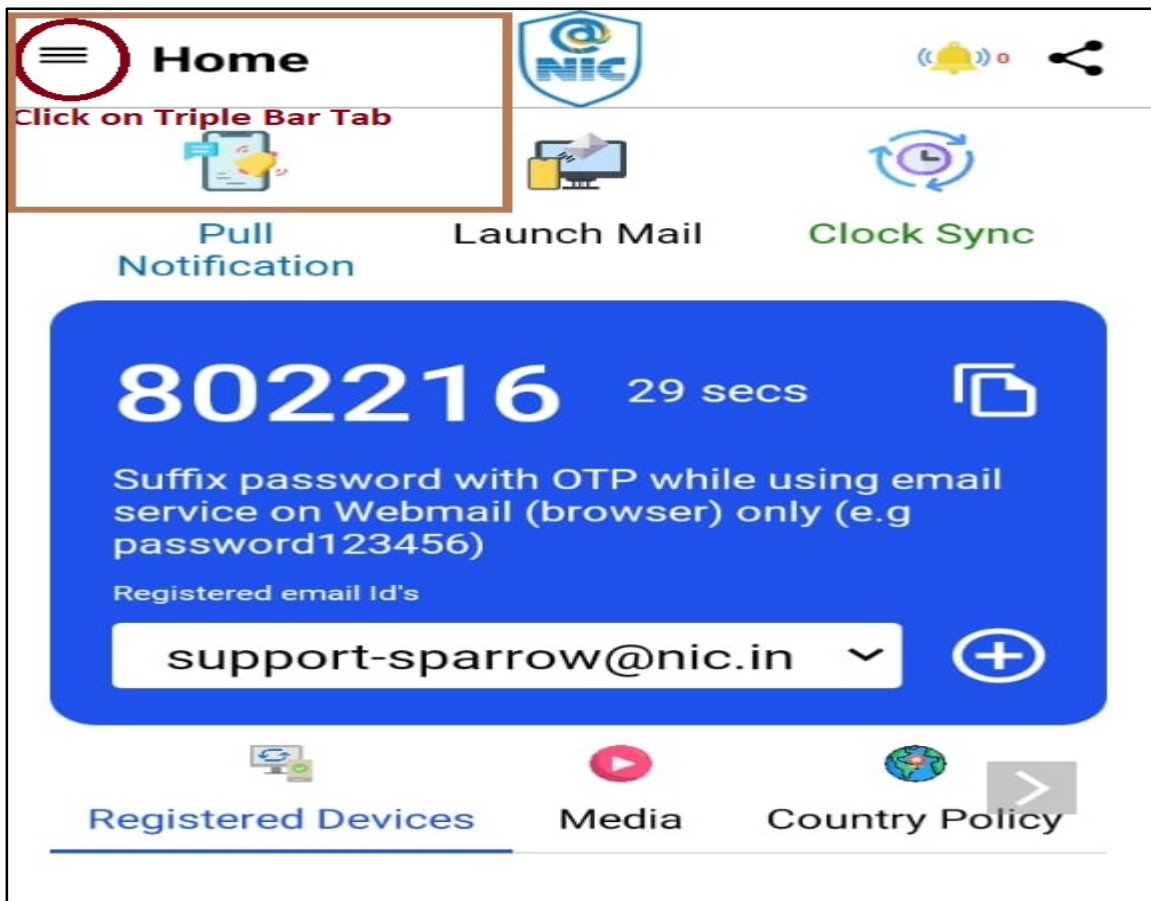 Home
@
NIC
0
Click on Triple Bar Tab
Pull
Notification
Launch Mail
Clock Sync
802216
29 secs
Suffix password with OTP while using email
service on Webmail (browser) only (e.g
password123456)
Registered email Id's
support-sparrow@nic.in
Registered Devices
Media
Country Policy